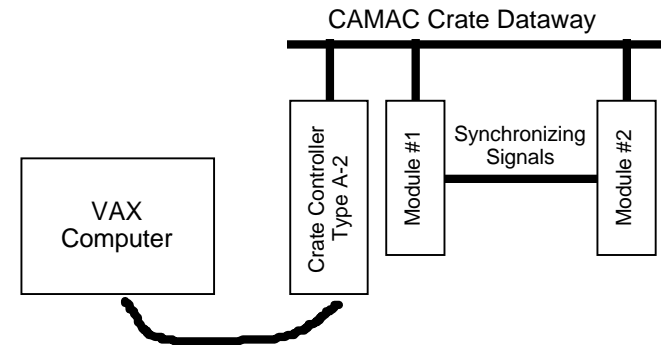 CAMAC Crate Dataway
Crate Controller
Type A-2
Module #1
Synchronizing
Signals
Module #2
VAX
Computer